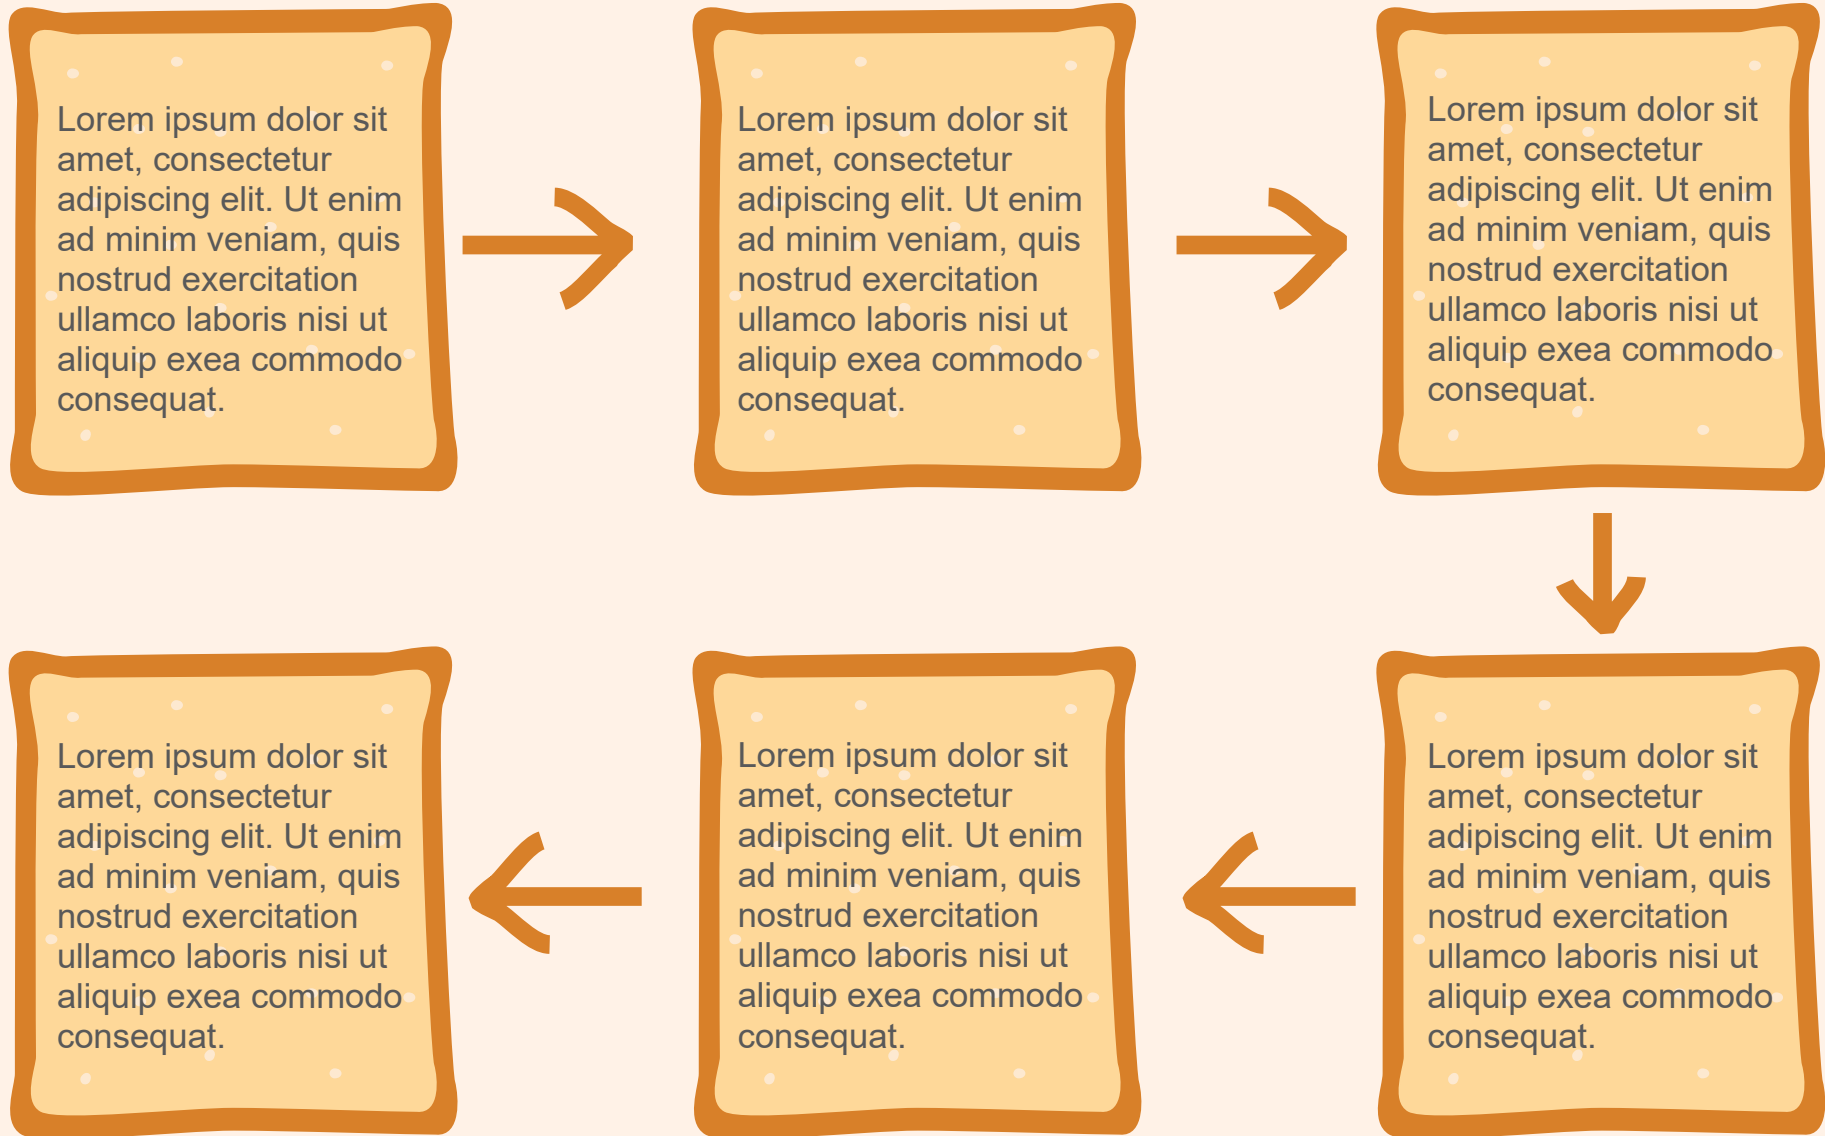 Lorem ipsum dolor sit
amet, consectetur
adipiscing elit. Ut enim
ad minim veniam, quis
nostrud exercitation
ullamco laboris nisi ut
aliquip exea commodo
consequat.
Lorem ipsum dolor sit
amet, consectetur
adipiscing elit. Ut enim
ad minim veniam, quis
nostrud exercitation
ullamco laboris nisi ut
aliquip exea commodo
consequat.
Lorem ipsum dolor sit
amet, consectetur
adipiscing elit. Ut enim
ad minim veniam, quis
nostrud exercitation
ullamco laboris nisi ut
aliquip exea commodo
consequat.
Lorem ipsum dolor sit
amet, consectetur
adipiscing elit. Ut enim
ad minim veniam, quis
nostrud exercitation
ullamco laboris nisi ut
aliquip exea commodo
consequat.
Lorem ipsum dolor sit
amet, consectetur
adipiscing elit. Ut enim
ad minim veniam, quis
nostrud exercitation
ullamco laboris nisi ut
aliquip exea commodo
consequat.
Lorem ipsum dolor sit
amet, consectetur
adipiscing elit. Ut enim
ad minim veniam, quis
nostrud exercitation
ullamco laboris nisi ut
aliquip exea commodo
consequat.